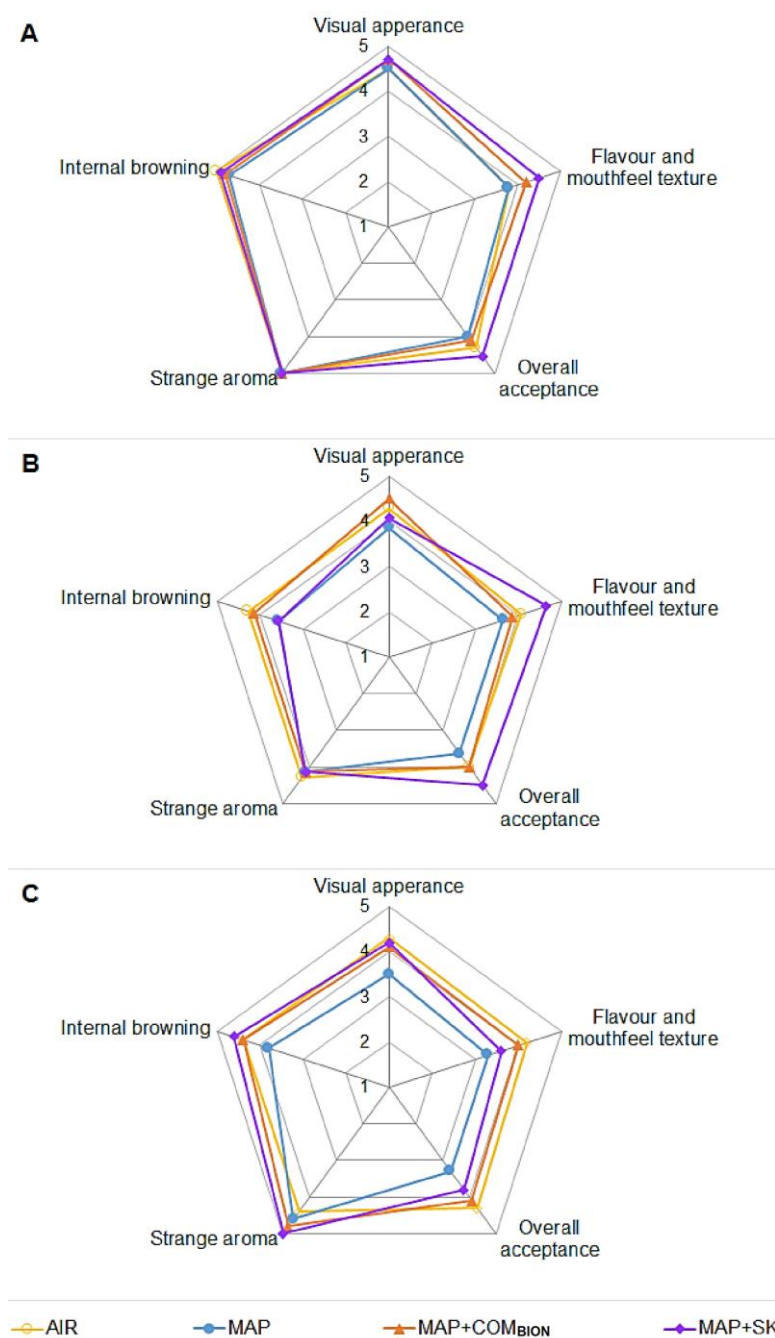 A
Visual apperance
5
4
3
2
1
Internal browning
Flavour and
mouthfeel texture
Strange aroma
Overall
acceptance
B
Visual apperance
5
4
3
2
1
Internal browning
Flavour and
mouthfeel texture
Strange aroma
Overall
acceptance
C
Visual apperance
5
4
3
2
1
Internal browning
Flavour and
mouthfeel texture
Strange aroma
Overall
acceptance
AIR MAP MAP+COMBION MAP+SK